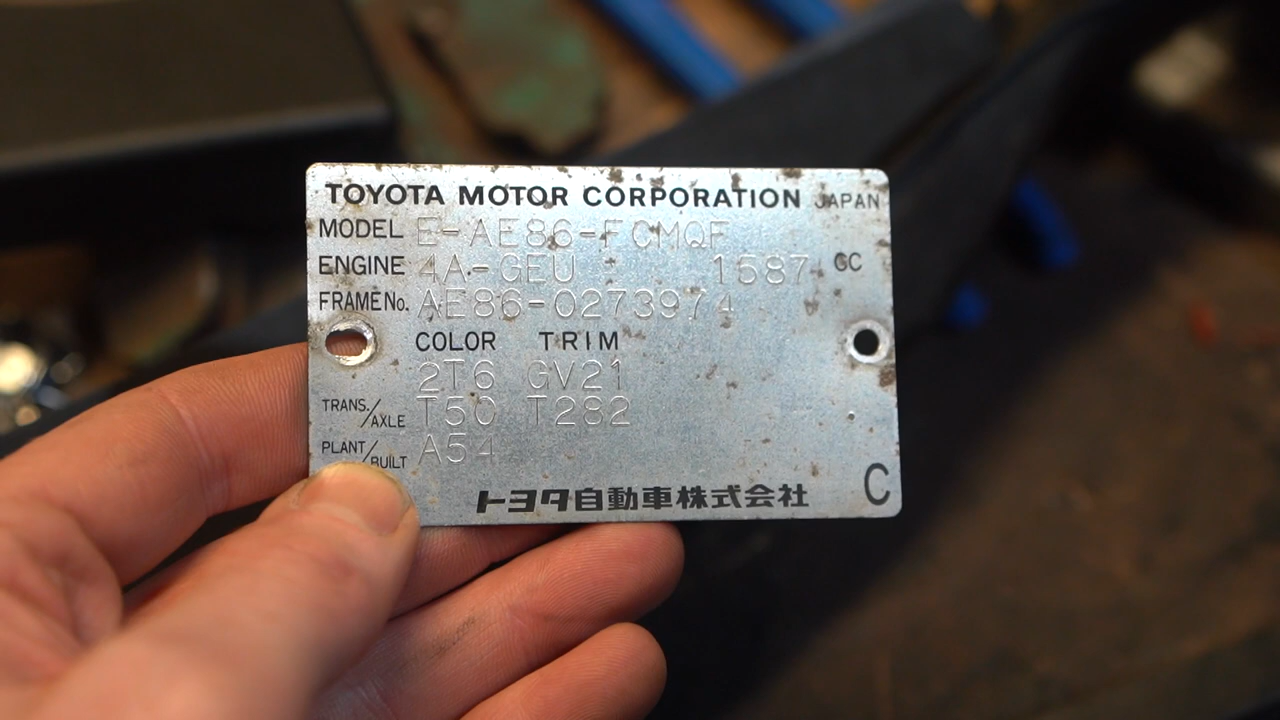 TOYOTA MOTOR CORPORATION JAPAN
MODEL E-AE86-FCMQF
ENGINE 4A-GEU 1587 CC
FRAME No. AE86-0273974
COLOR TRIM
2T6 GV21
TRANS./AXLE T50 T282
PLANT/BUILT A54
トヨタ自動車株式会社 C